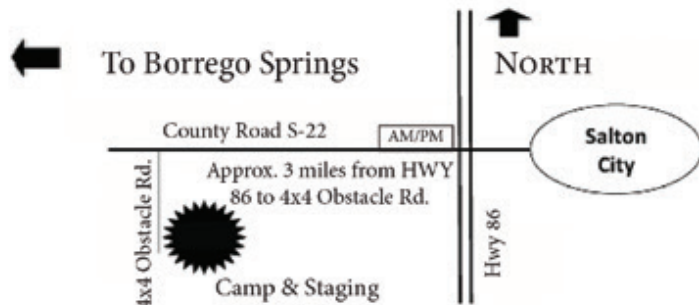 To Borrego Springs
NORTH
County Road S-22
AM/PM
Salton
City
Approx. 3 miles from HWY
86 to 4x4 Obstacle Rd.
4x4 Obstacle Rd.
Hwy 86
Camp & Staging